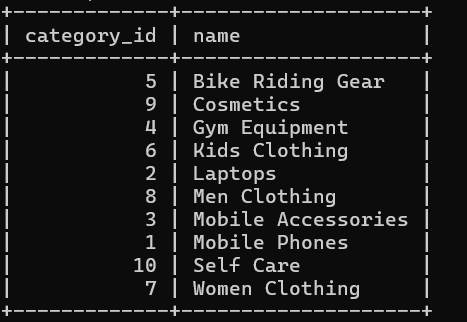 +-------------+--------------------+
| category_id | name               |
+-------------+--------------------+
|           5 | Bike Riding Gear   |
|           9 | Cosmetics          |
|           4 | Gym Equipment      |
|           6 | Kids Clothing      |
|           2 | Laptops            |
|           8 | Men Clothing       |
|           3 | Mobile Accessories |
|           1 | Mobile Phones      |
|          10 | Self Care          |
|           7 | Women Clothing     |
+-------------+--------------------+